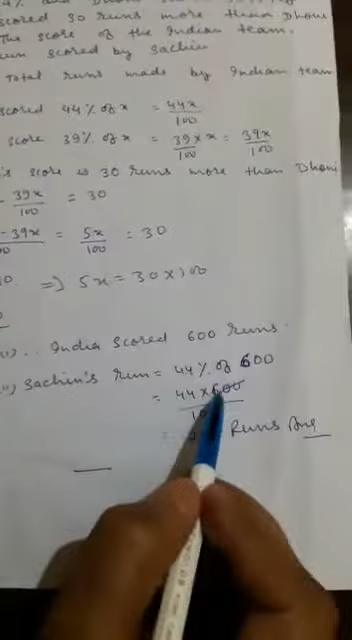 scored 30 runs more than Dhoni
The score of the Indian team.
scored by Sachin
Total runs made by Indian team
scored 44% of x = 44x/100
score 39% of x = 39×x/100 = 39x/100
's score is 30 runs more than Dhoni
- 39x/100 = 30
- 39x/100 = 5x/100 = 30
=> 5x = 30×100
India scored 600 runs.
Sachin's run = 44% of 600
= 44×600
=
Runs Ans